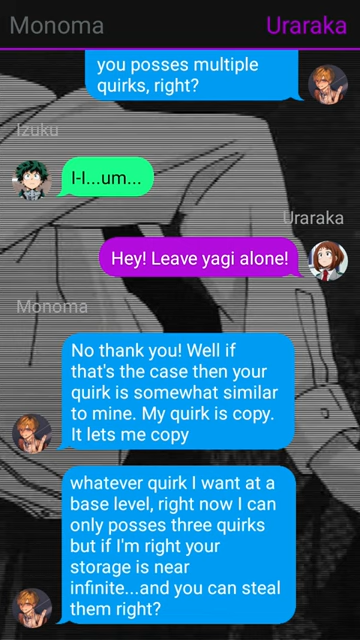 Monoma Uraraka
you posses multiple
quirks, right?
Izuku
I-I...um...
Uraraka
Hey! Leave yagi alone!
Monoma
No thank you! Well if
that's the case then your
quirk is somewhat similar
to mine. My quirk is copy.
It lets me copy
whatever quirk I want at a
base level, right now I can
only posses three quirks
but if I'm right your
storage is near
infinite...and you can steal
them right?